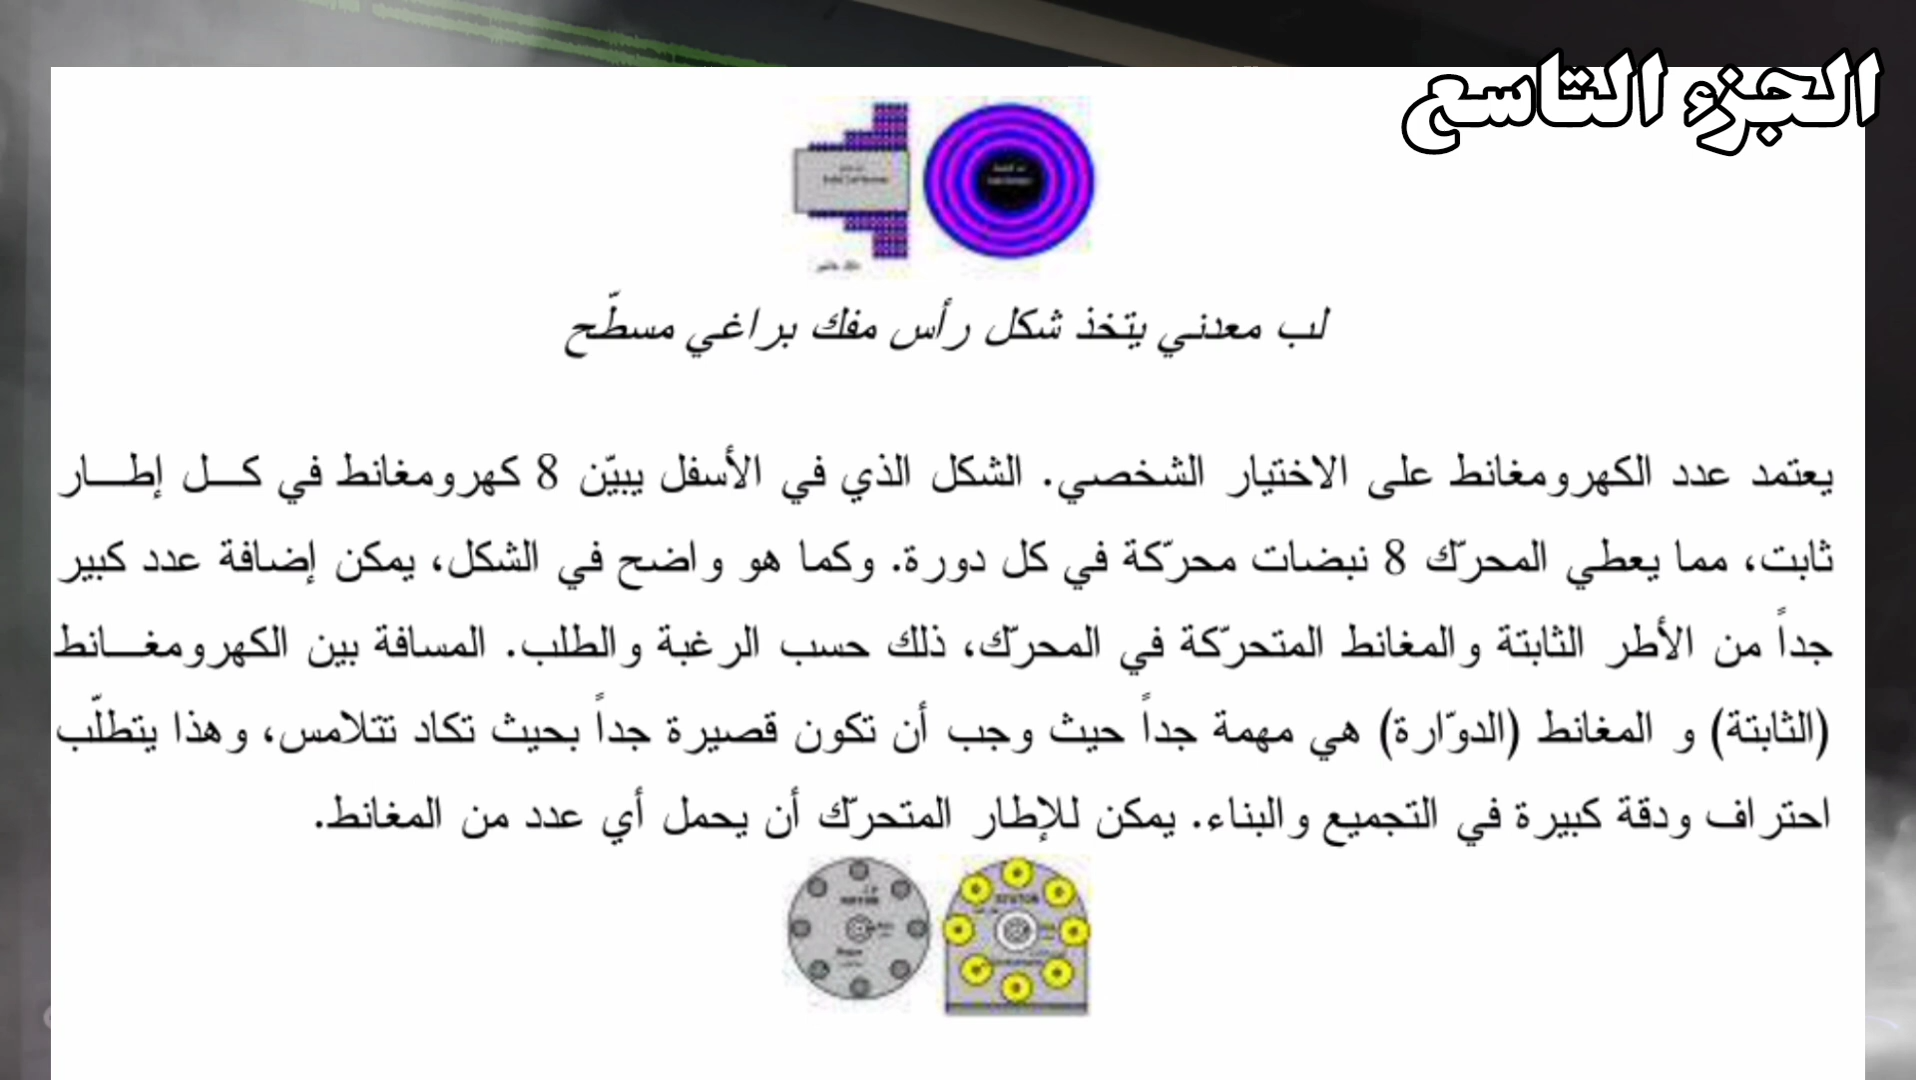 الجزء التاسع
لب معدني يتخذ شكل رأس مفك براغي مسطّح
يعتمد عدد الكهرومغانط على الاختيار الشخصي. الشكل الذي في الأسفل يبيّن 8 كهرومغانط في كل إطار
ثابت، مما يعطي المحرّك 8 نبضات محرّكة في كل دورة. وكما هو واضح في الشكل، يمكن إضافة عدد كبير
جداً من الأطر الثابتة والمغانط المتحرّكة في المحرّك، ذلك حسب الرغبة والطلب. المسافة بين الكهرومغانط
(الثابتة) و المغانط (الدوّارة) هي مهمة جداً حيث وجب أن تكون قصيرة جداً بحيث تكاد تتلامس، وهذا يتطلّب
احتراف ودقة كبيرة في التجميع والبناء. يمكن للإطار المتحرّك أن يحمل أي عدد من المغانط.
STATOR